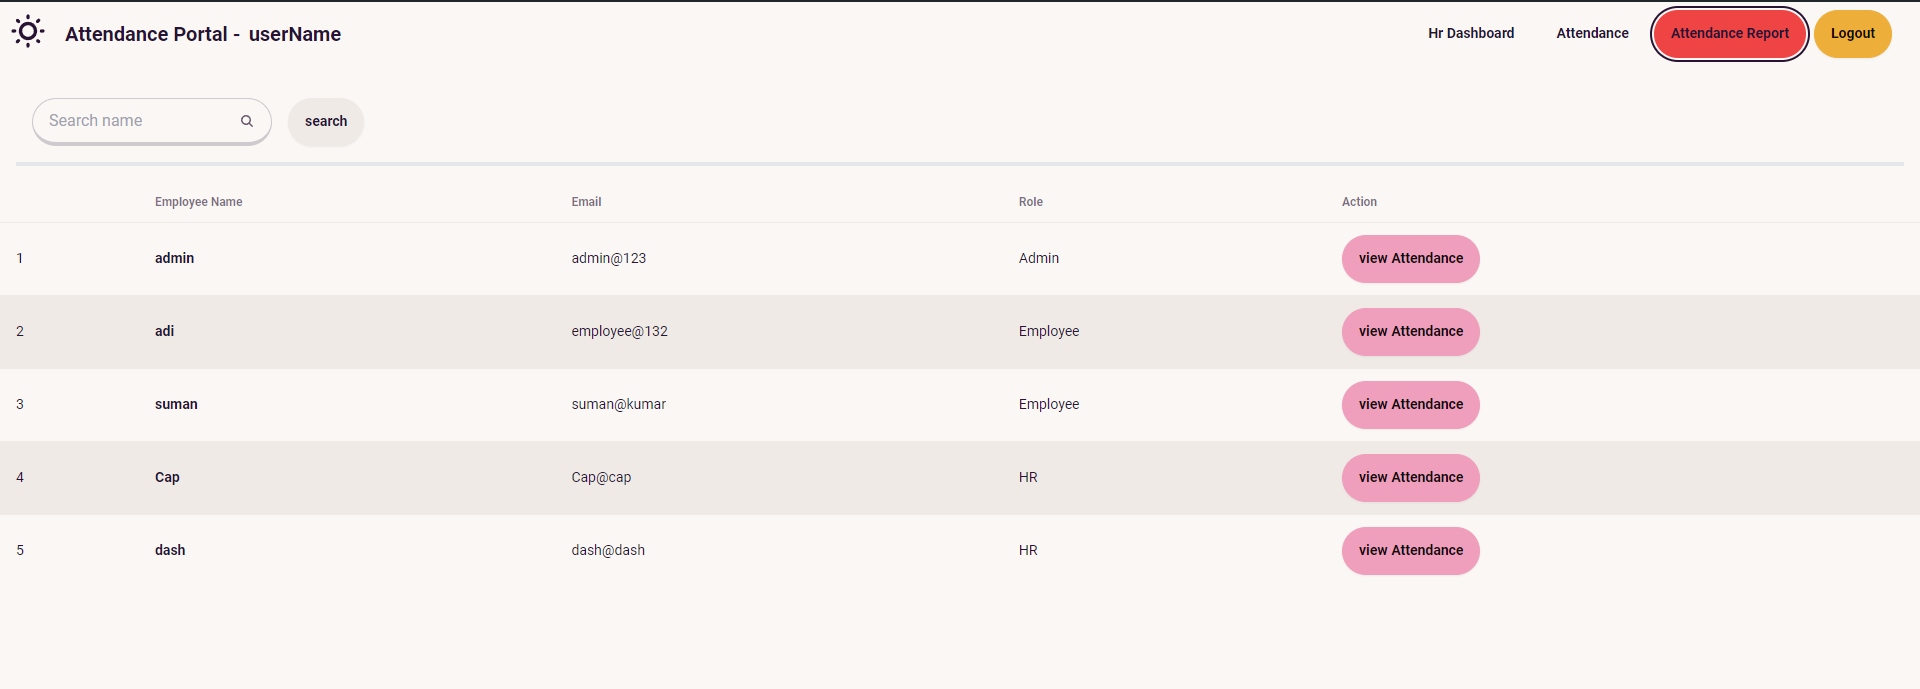 Attendance Portal - userName Hr Dashboard Attendance Attendance Report Logout
Search name search
Employee Name Email Role Action
1 admin admin@123 Admin view Attendance
2 adi employee@132 Employee view Attendance
3 suman suman@kumar Employee view Attendance
4 Cap Cap@cap HR view Attendance
5 dash dash@dash HR view Attendance